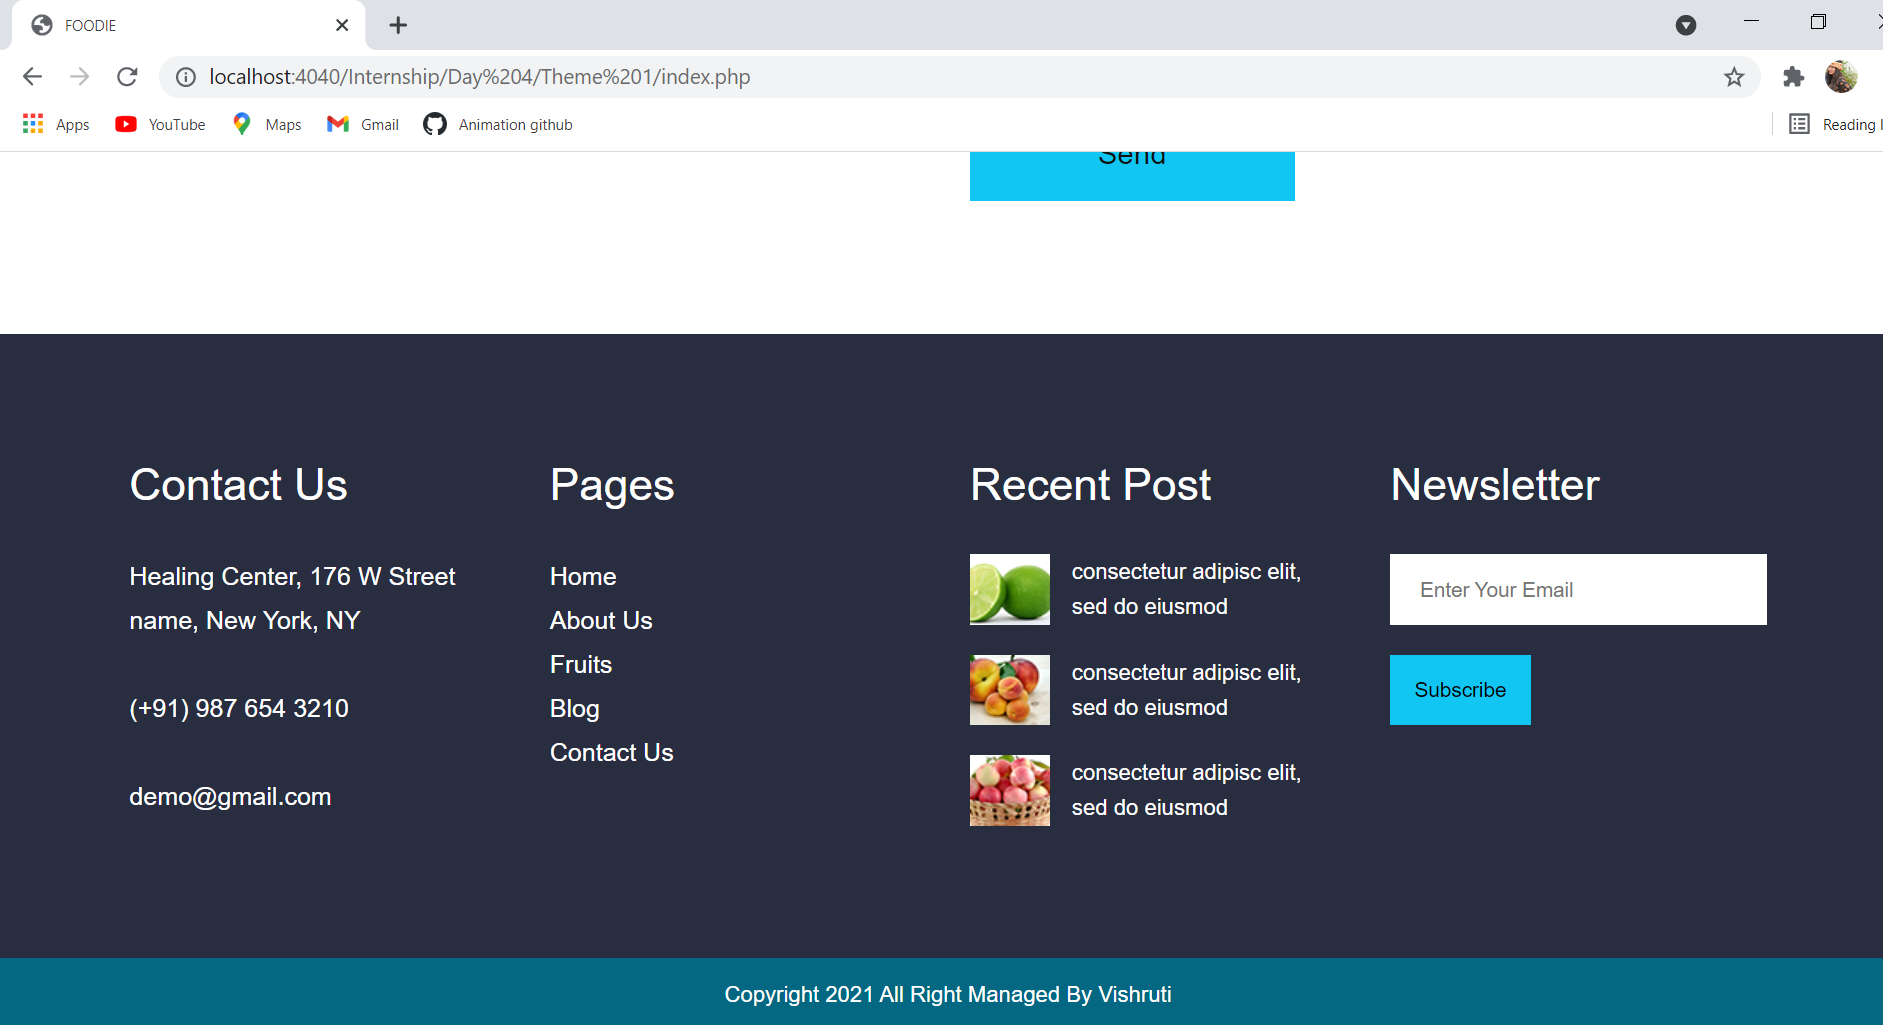 FOODIE
localhost:4040/Internship/Day%204/Theme%201/index.php
Apps
YouTube
Maps
Gmail
Animation github
Reading
Send
Contact Us
Healing Center, 176 W Street
name, New York, NY
(+91) 987 654 3210
demo@gmail.com
Pages
Home
About Us
Fruits
Blog
Contact Us
Recent Post
consectetur adipisc elit,
sed do eiusmod
consectetur adipisc elit,
sed do eiusmod
consectetur adipisc elit,
sed do eiusmod
Newsletter
Enter Your Email
Subscribe
Copyright 2021 All Right Managed By Vishruti